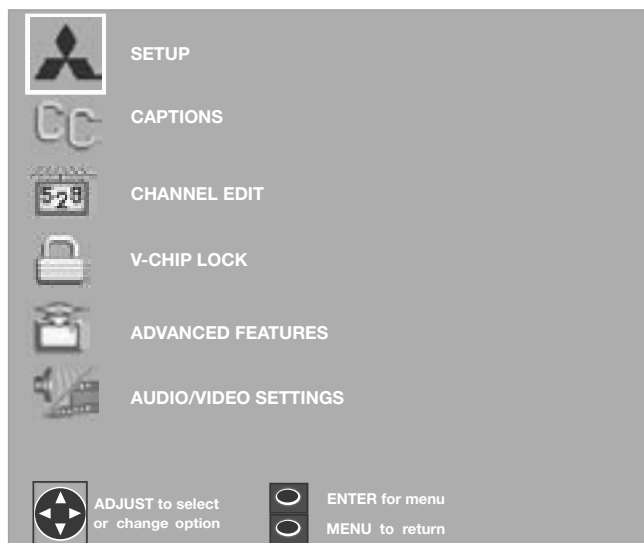 SETUP
CC
CAPTIONS
528
CHANNEL EDIT
V-CHIP LOCK
ADVANCED FEATURES
AUDIO/VIDEO SETTINGS
ADJUST to select
or change option
ENTER for menu
MENU to return